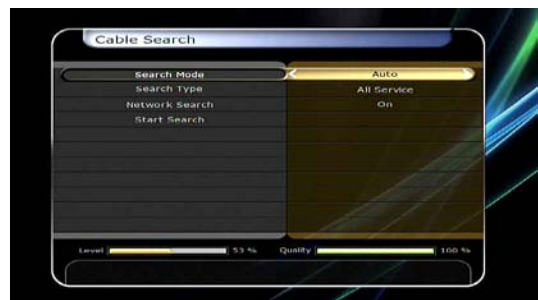 Cable Search
Search Mode Auto
Search Type All Service
Network Search On
Start Search
Level 53 % Quality 100 %